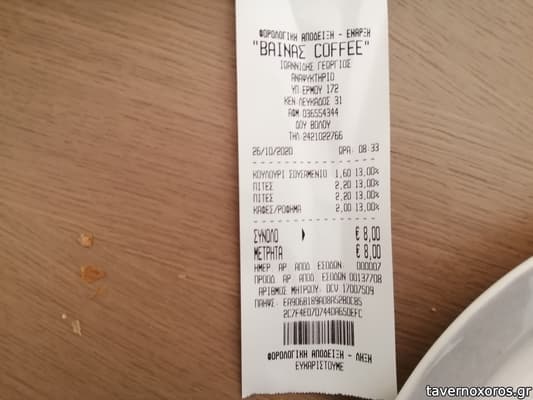 ΦΟΡΟΛΟΓΙΚΗ ΑΠΟΔΕΙΞΗ - ΕΝΑΡΞΗ
"ΒΑΙΝΑΣ COFFEE"
ΙΩΑΝΝΙΔΗΣ ΓΕΩΡΓΙΟΣ
ΑΝΑΨΥΚΤΗΡΙΟ
ΥΠ ΕΡΜΟΥ 172
ΚΕΝ ΛΕΥΚΑΔΟΣ 31
ΑΦΜ 036554344
ΔΟΥ ΒΟΛΟΥ
ΤΗΛ 2421022766
26/10/2020 ΩΡΑ: 08:33
ΚΟΥΛΟΥΡΙ ΣΟΥΣΑΜΕΝΙΟ 1,60 13,00%
ΠΙΤΕΣ 2,20 13,00%
ΠΙΤΕΣ 2,20 13,00%
ΚΑΦΕΣ/ΡΟΦΗΜΑ 2,00 13,00%
ΣΥΝΟΛΟ € 8,00
ΜΕΤΡΗΤΑ € 8,00
ΗΜΕΡ. ΑΡ. ΑΠΟΔ. ΕΣΟΔΩΝ 000007
ΠΡΟΟΔ. ΑΡ. ΑΠΟΔ. ΕΣΟΔΩΝ 00137708
ΑΡΙΘΜΟΣ ΜΗΤΡΩΟΥ: DCV 17007509
ΦΟΡΟΛΟΓΙΚΗ ΑΠΟΔΕΙΞΗ - ΛΗΞΗ
ΕΥΧΑΡΙΣΤΟΥΜΕ
tavernoxoros.gr